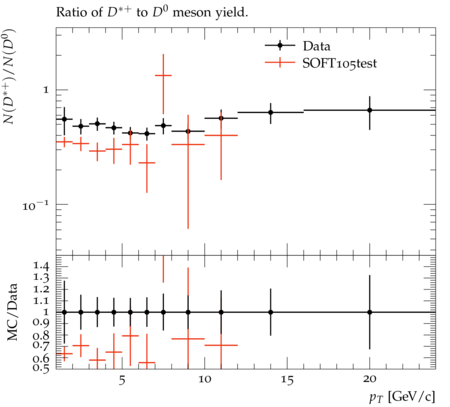 Ratio of D*+ to D0 meson yield.
N(D*+)/N(D0)
Data
SOFT105test
1
10−1
MC/Data
1.4
1.3
1.2
1.1
1
0.9
0.8
0.7
0.6
0.5
5
10
15
20
pT [GeV/c]